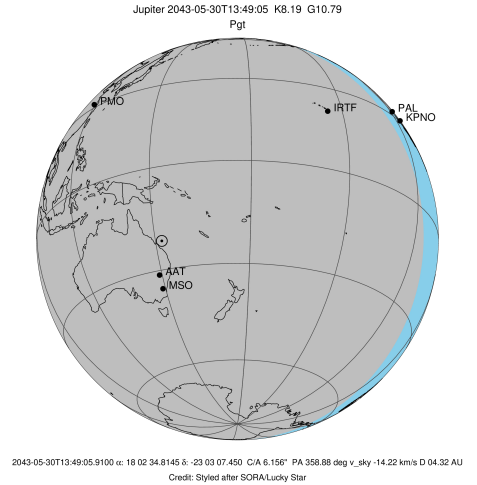 Jupiter 2043-05-30T13:49:05 K8.19 G10.79
Pgt
PMO
IRTF
PAL
KPNO
AAT
MSO
2043-05-30T13:49:05.9100 α: 18 02 34.8145 δ: -23 03 07.450 C/A 6.156" PA 358.88 deg v_sky -14.22 km/s D 04.32 AU
Credit: Styled after SORA/Lucky Star